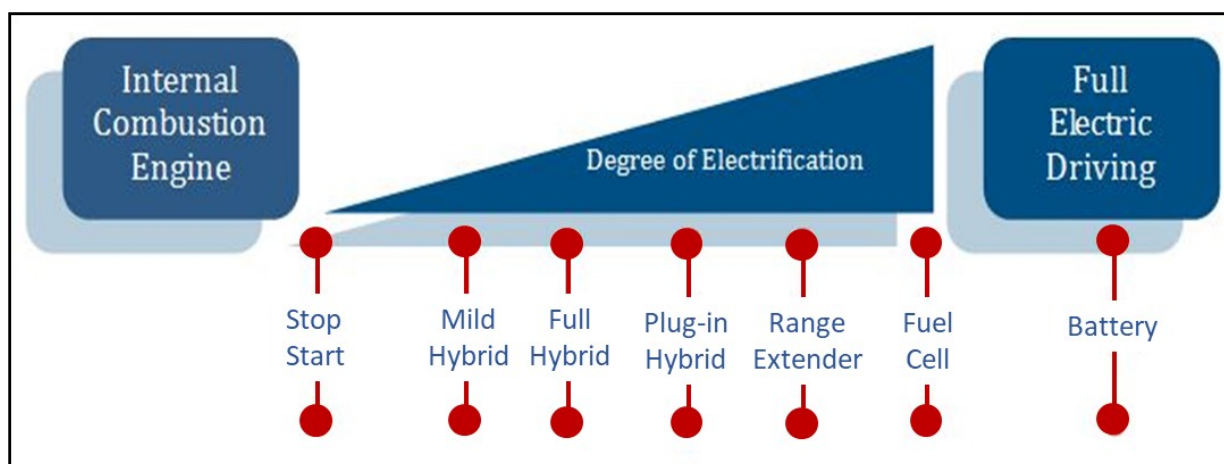 Internal
Combustion
Engine
Degree of Electrification
Full
Electric
Driving
Stop
Start
Mild
Hybrid
Full
Hybrid
Plug-in
Hybrid
Range
Extender
Fuel
Cell
Battery